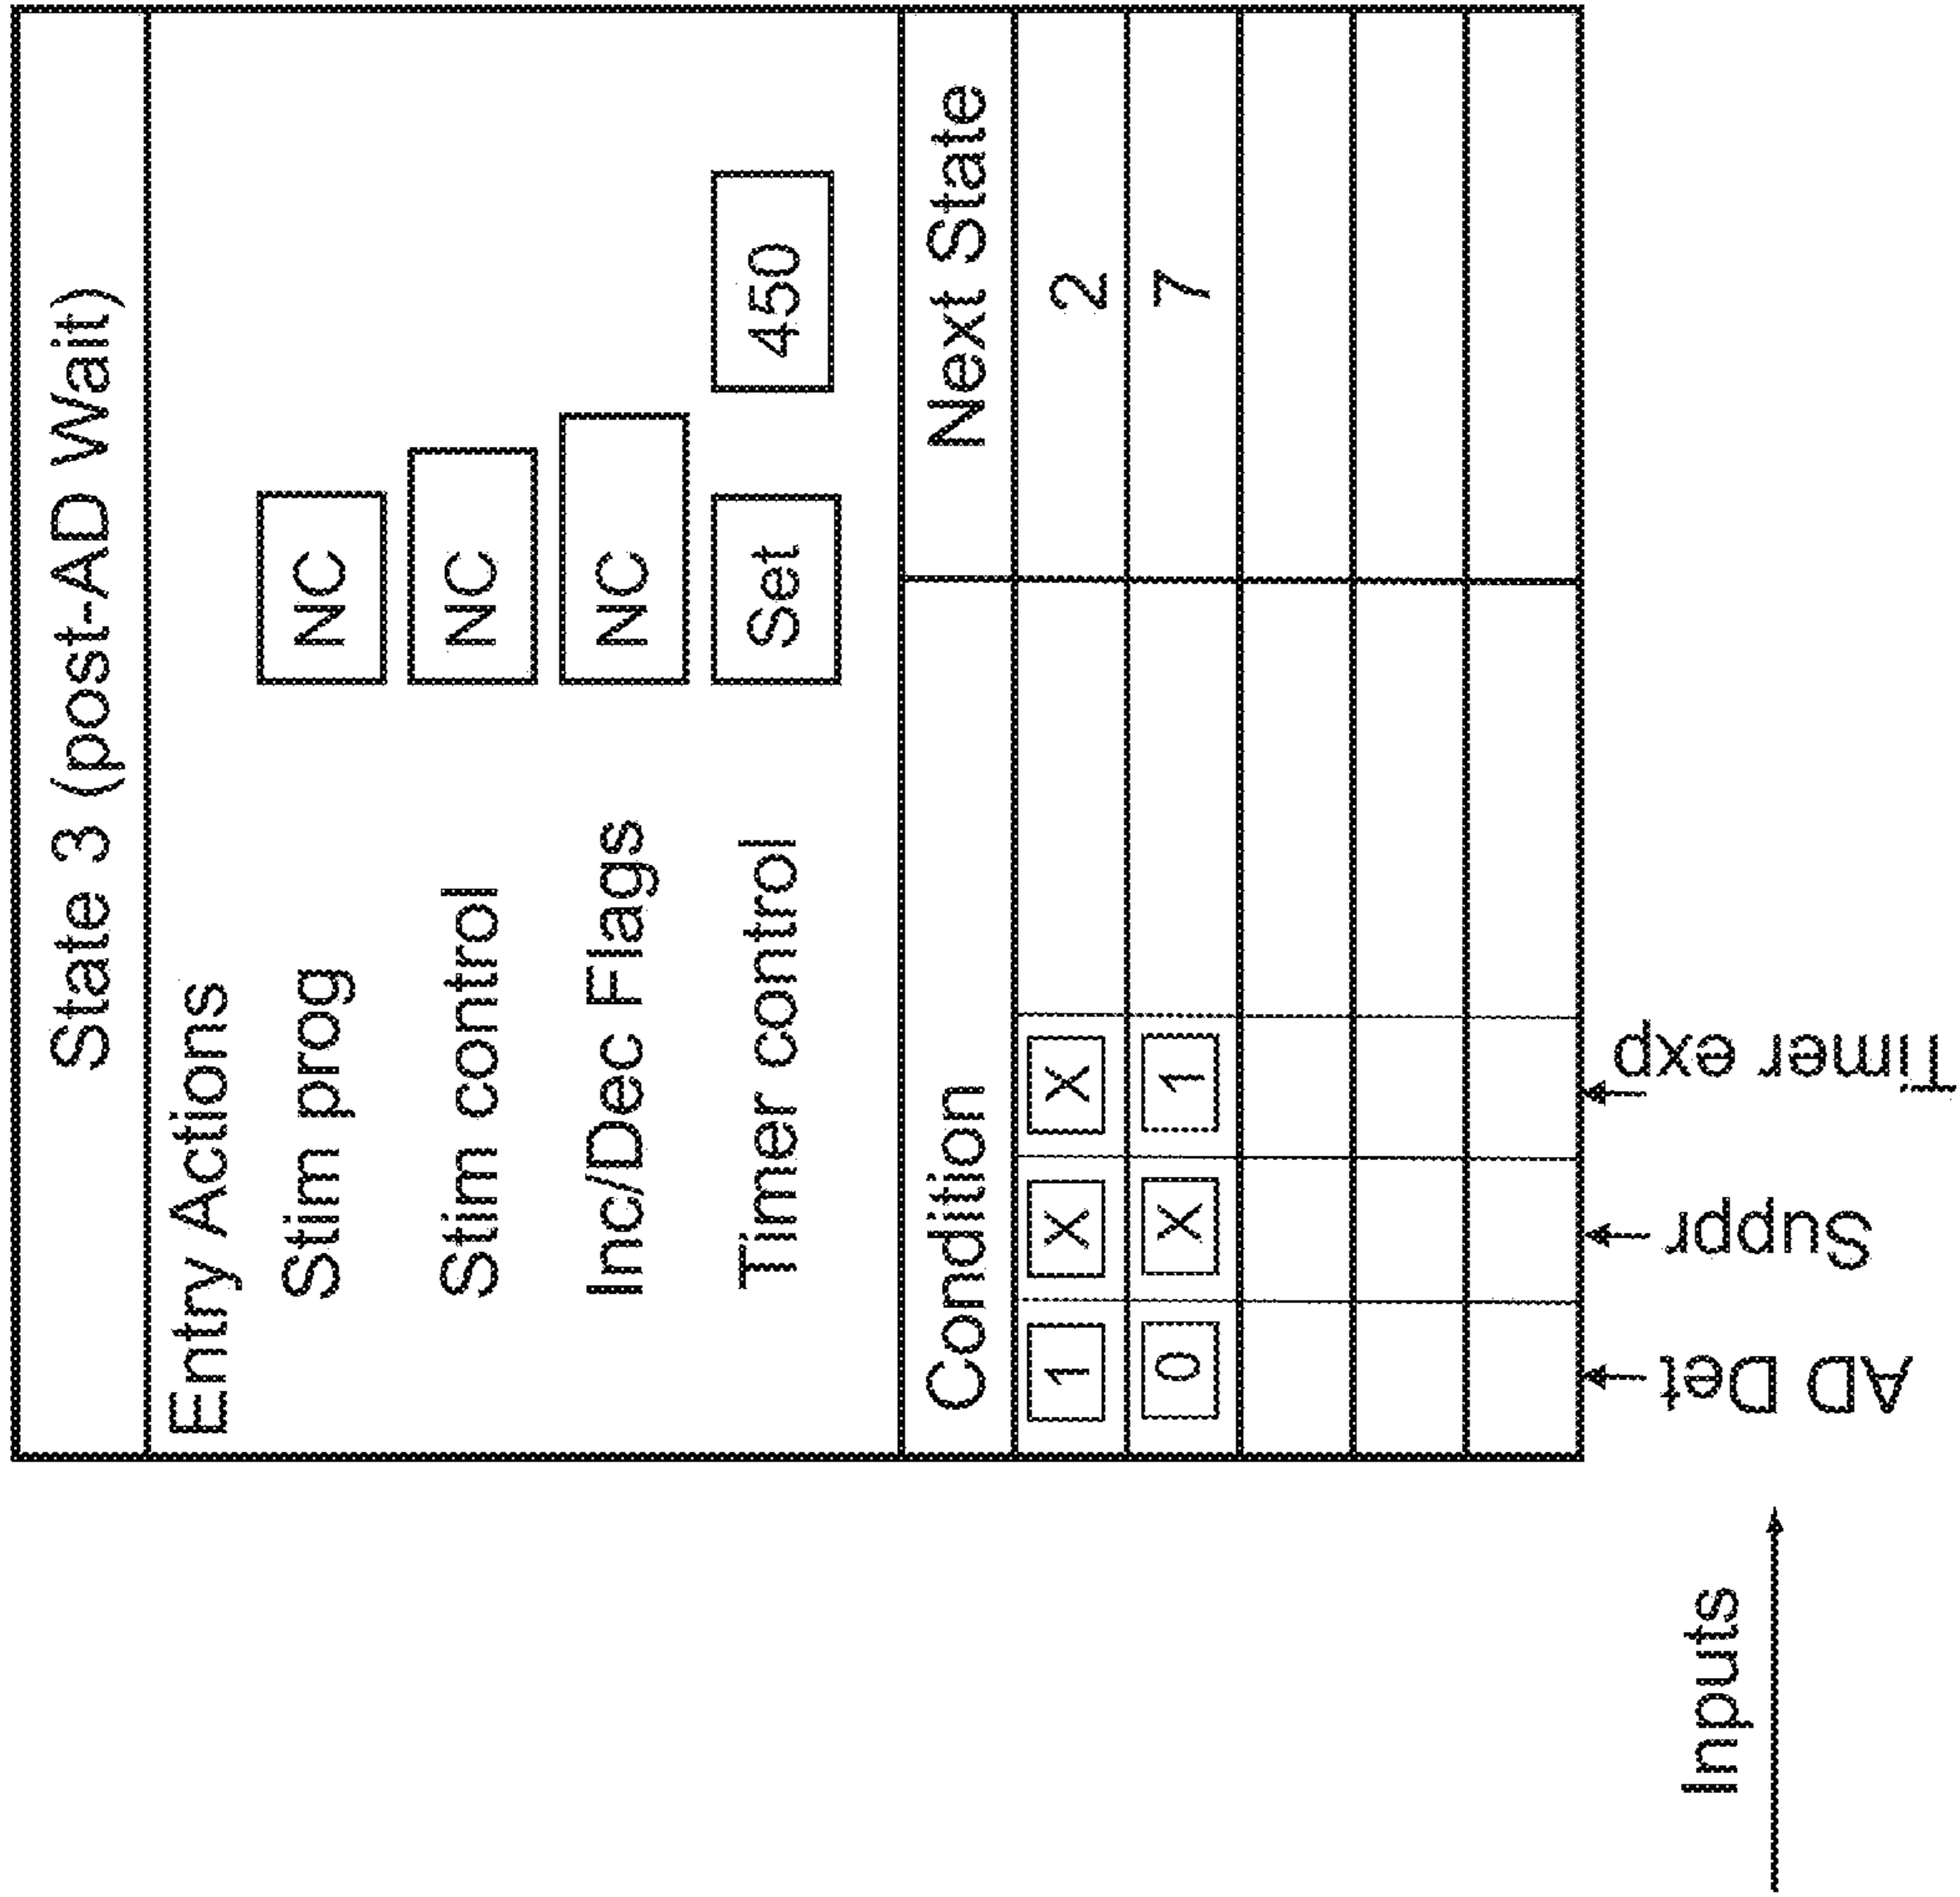 State 3 (post-AD Wait)
Entry Actions
Stim prog NC
Stim control NC
Inc/Dec Flags NC
Timer control Set 450
Condition Next State
1 X X 2
0 X 1 7
AD Det Suppr Timer exp
Inputs